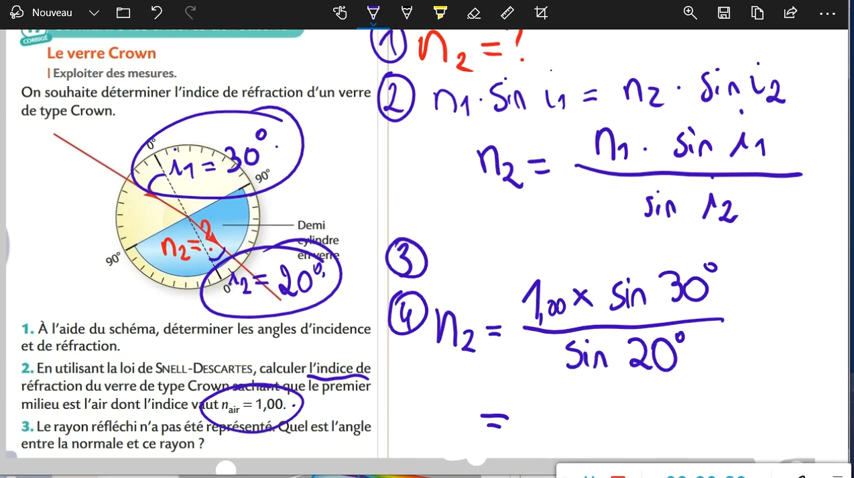 Nouveau
CORRIGÉ
Le verre Crown
Exploiter des mesures.
On souhaite déterminer l'indice de réfraction d'un verre
de type Crown.
0°
i1 = 30°
90°
n2 = ?
Demi
cylindre
en verre
90°
i2 = 20°
0°
1. À l'aide du schéma, déterminer les angles d'incidence
et de réfraction.
2. En utilisant la loi de SNELL-DESCARTES, calculer l'indice de
réfraction du verre de type Crown sachant que le premier
milieu est l'air dont l'indice vaut nair = 1,00.
3. Le rayon réfléchi n'a pas été représenté. Quel est l'angle
entre la normale et ce rayon ?
① n2 = ?
② n1 · sin i1 = n2 · sin i2
n2 = n1 · sin i1
sin i2
③
④ n2 = 1,00 × sin 30°
sin 20°
=